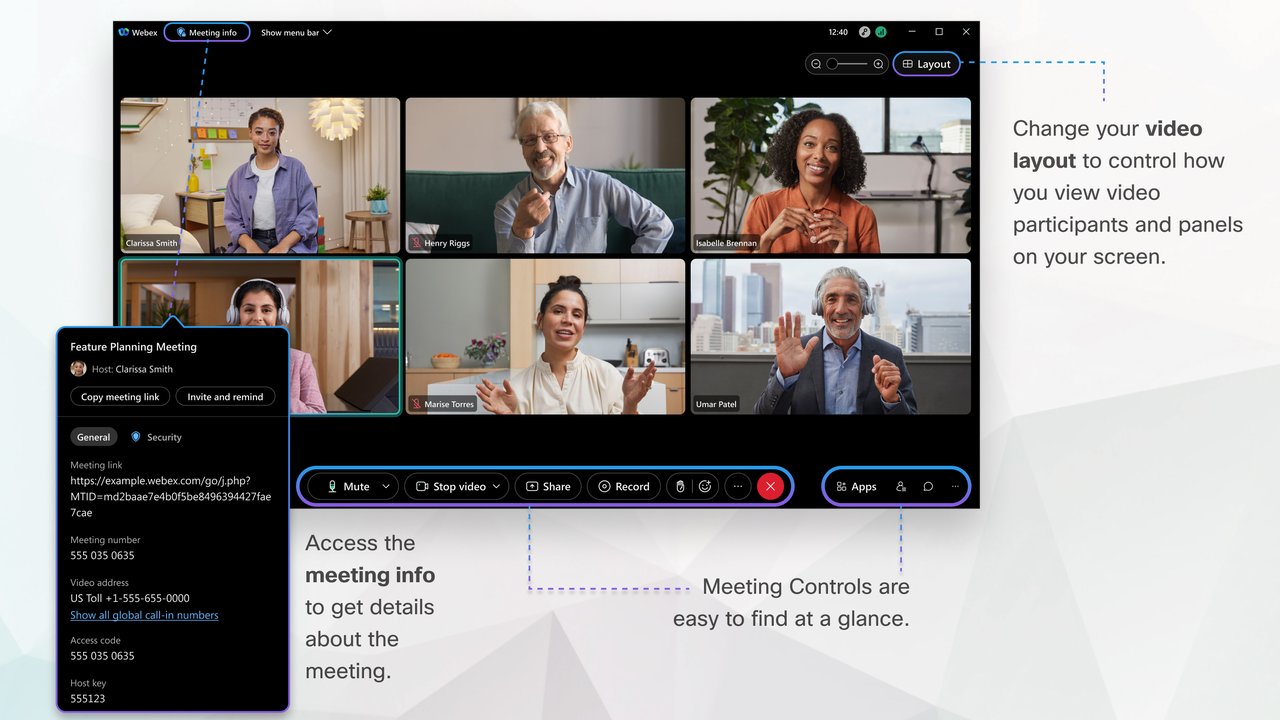 Webex
Meeting info
Show menu bar
12:40
Layout
Change your video
layout to control how
you view video
participants and panels
on your screen.
Clarissa Smith
Henry Riggs
Isabelle Brennan
Marise Torres
Umar Patel
Feature Planning Meeting
Host: Clarissa Smith
Copy meeting link
Invite and remind
General
Security
Meeting link
https://example.webex.com/go/j.php?
MTID=md2baae7e4b0f5be8496394427fae
7cae
Meeting number
555 035 0635
Video address
US Toll +1-555-655-0000
Show all global call-in numbers
Access code
555 035 0635
Host key
555123
Mute
Stop video
Share
Record
Apps
Access the
meeting info
to get details
about the
meeting.
Meeting Controls are
easy to find at a glance.